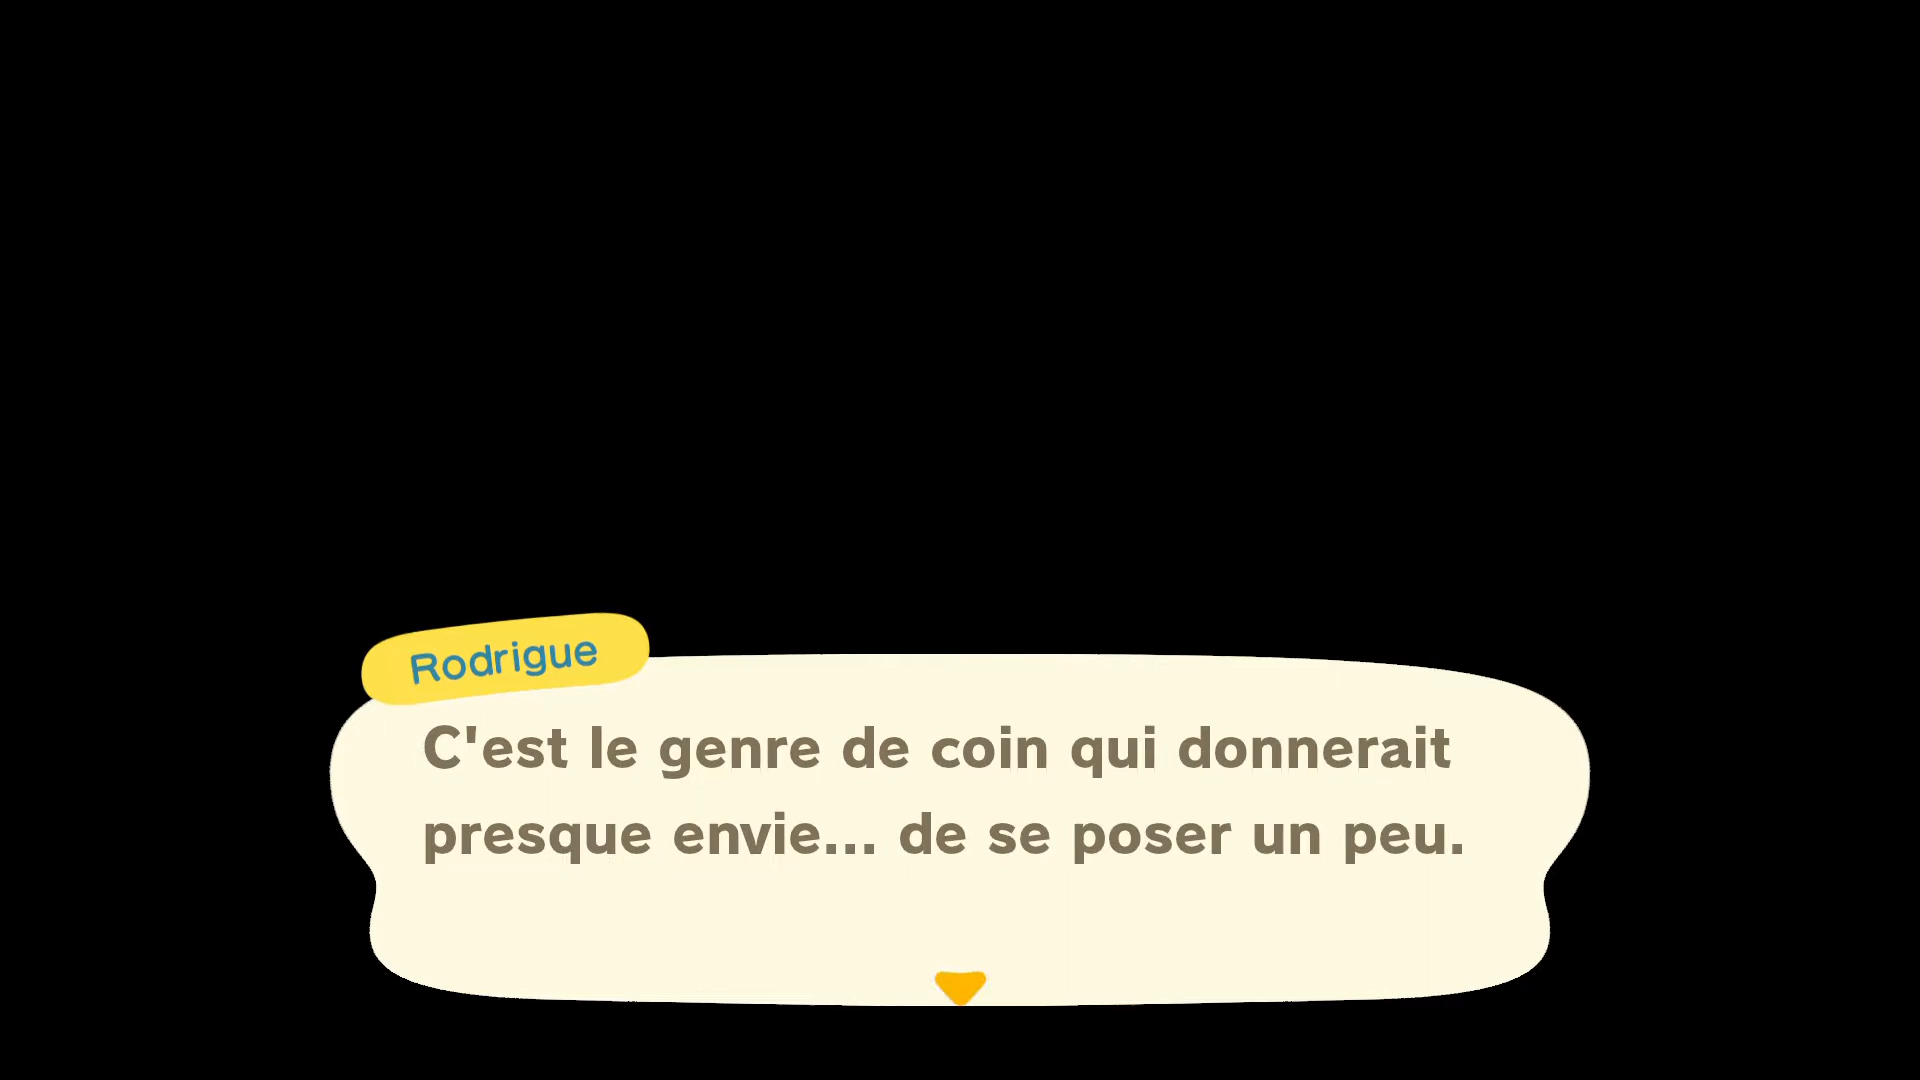 Rodrigue
C'est le genre de coin qui donnerait
presque envie... de se poser un peu.